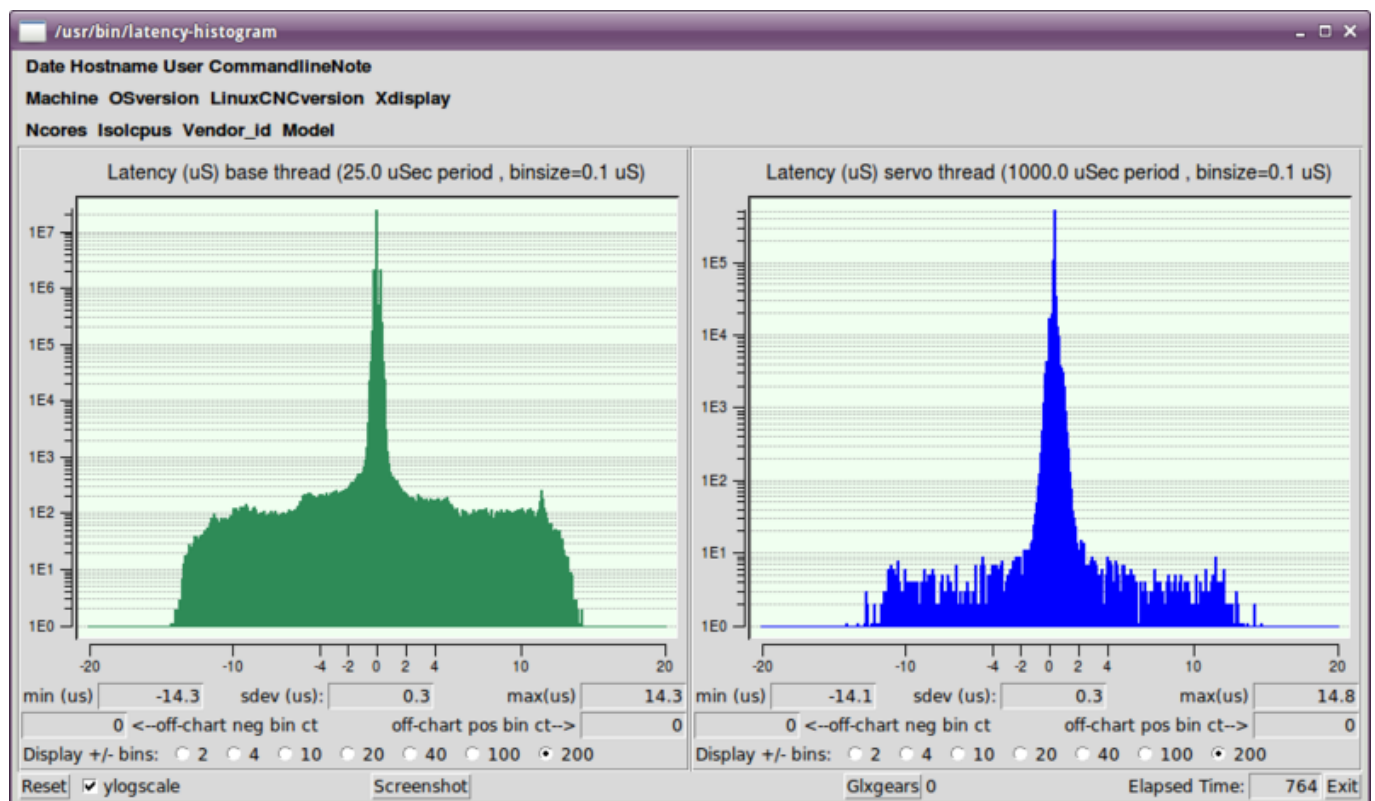 /usr/bin/latency-histogram
Date Hostname User CommandlineNote
Machine OSversion LinuxCNCversion Xdisplay
Ncores Isolcpus Vendor_id Model
Latency (uS) base thread (25.0 uSec period , binsize=0.1 uS)
1E7
1E6
1E5
1E4
1E3
1E2
1E1
1E0
-20 -10 -4 -2 0 2 4 10 20
min (us) -14.3 sdev (us): 0.3 max(us) 14.3
0 <--off-chart neg bin ct off-chart pos bin ct--> 0
Display +/- bins: 2 4 10 20 40 100 200
Latency (uS) servo thread (1000.0 uSec period , binsize=0.1 uS)
1E5
1E4
1E3
1E2
1E1
1E0
-20 -10 -4 -2 0 2 4 10 20
min (us) -14.1 sdev (us): 0.3 max(us) 14.8
0 <--off-chart neg bin ct off-chart pos bin ct--> 0
Display +/- bins: 2 4 10 20 40 100 200
Reset ylogscale Screenshot Glxgears 0 Elapsed Time: 764 Exit